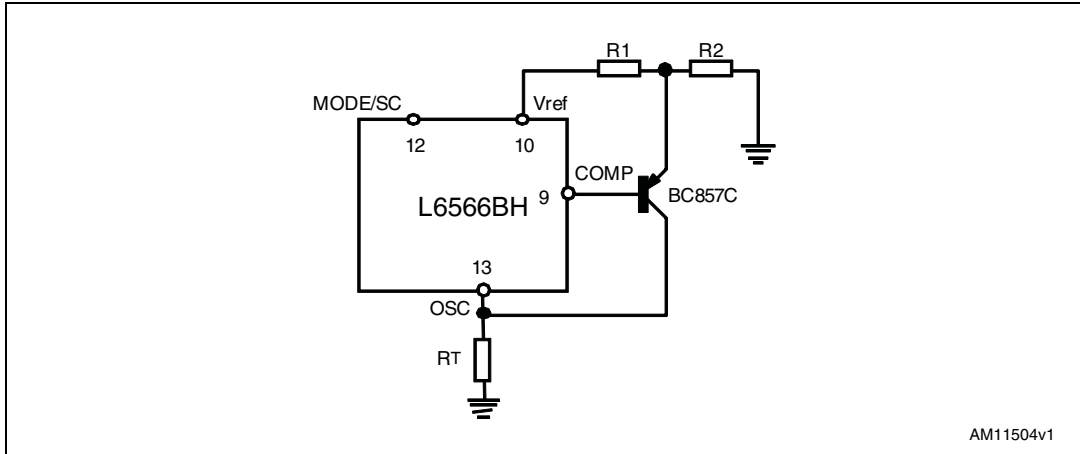 R1
R2
MODE/SC
Vref
12
10
COMP
9
BC857C
L6566BH
13
OSC
RT
AM11504v1